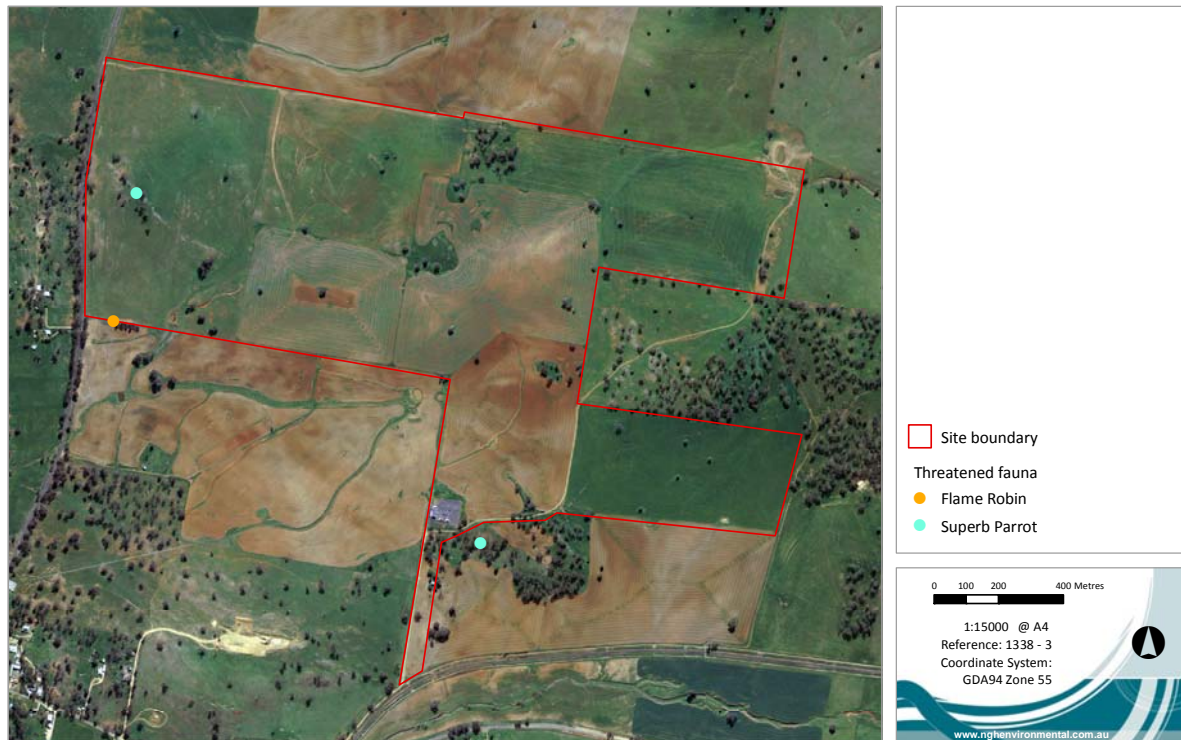 Site boundary
Threatened fauna
Flame Robin
Superb Parrot
0 100 200 400 Metres
1:15000 @ A4
Reference: 1338 - 3
Coordinate System:
GDA94 Zone 55
www.nghenvironmental.com.au